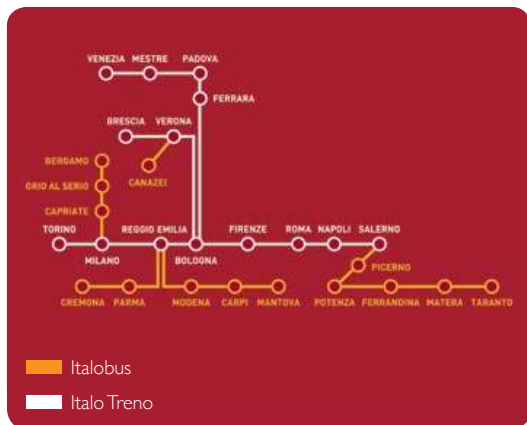 VENEZIA MESTRE PADOVA
FERRARA
BRESCIA VERONA
BERGAMO
CANAZEI
ORIO AL SERIO
CAPRIATE
TORINO REGGIO EMILIA FIRENZE ROMA NAPOLI SALERNO
MILANO BOLOGNA
PICERNO
CREMONA PARMA MODENA CARPI MANTOVA POTENZA FERRANDINA MATERA TARANTO
Italobus
Italo Treno